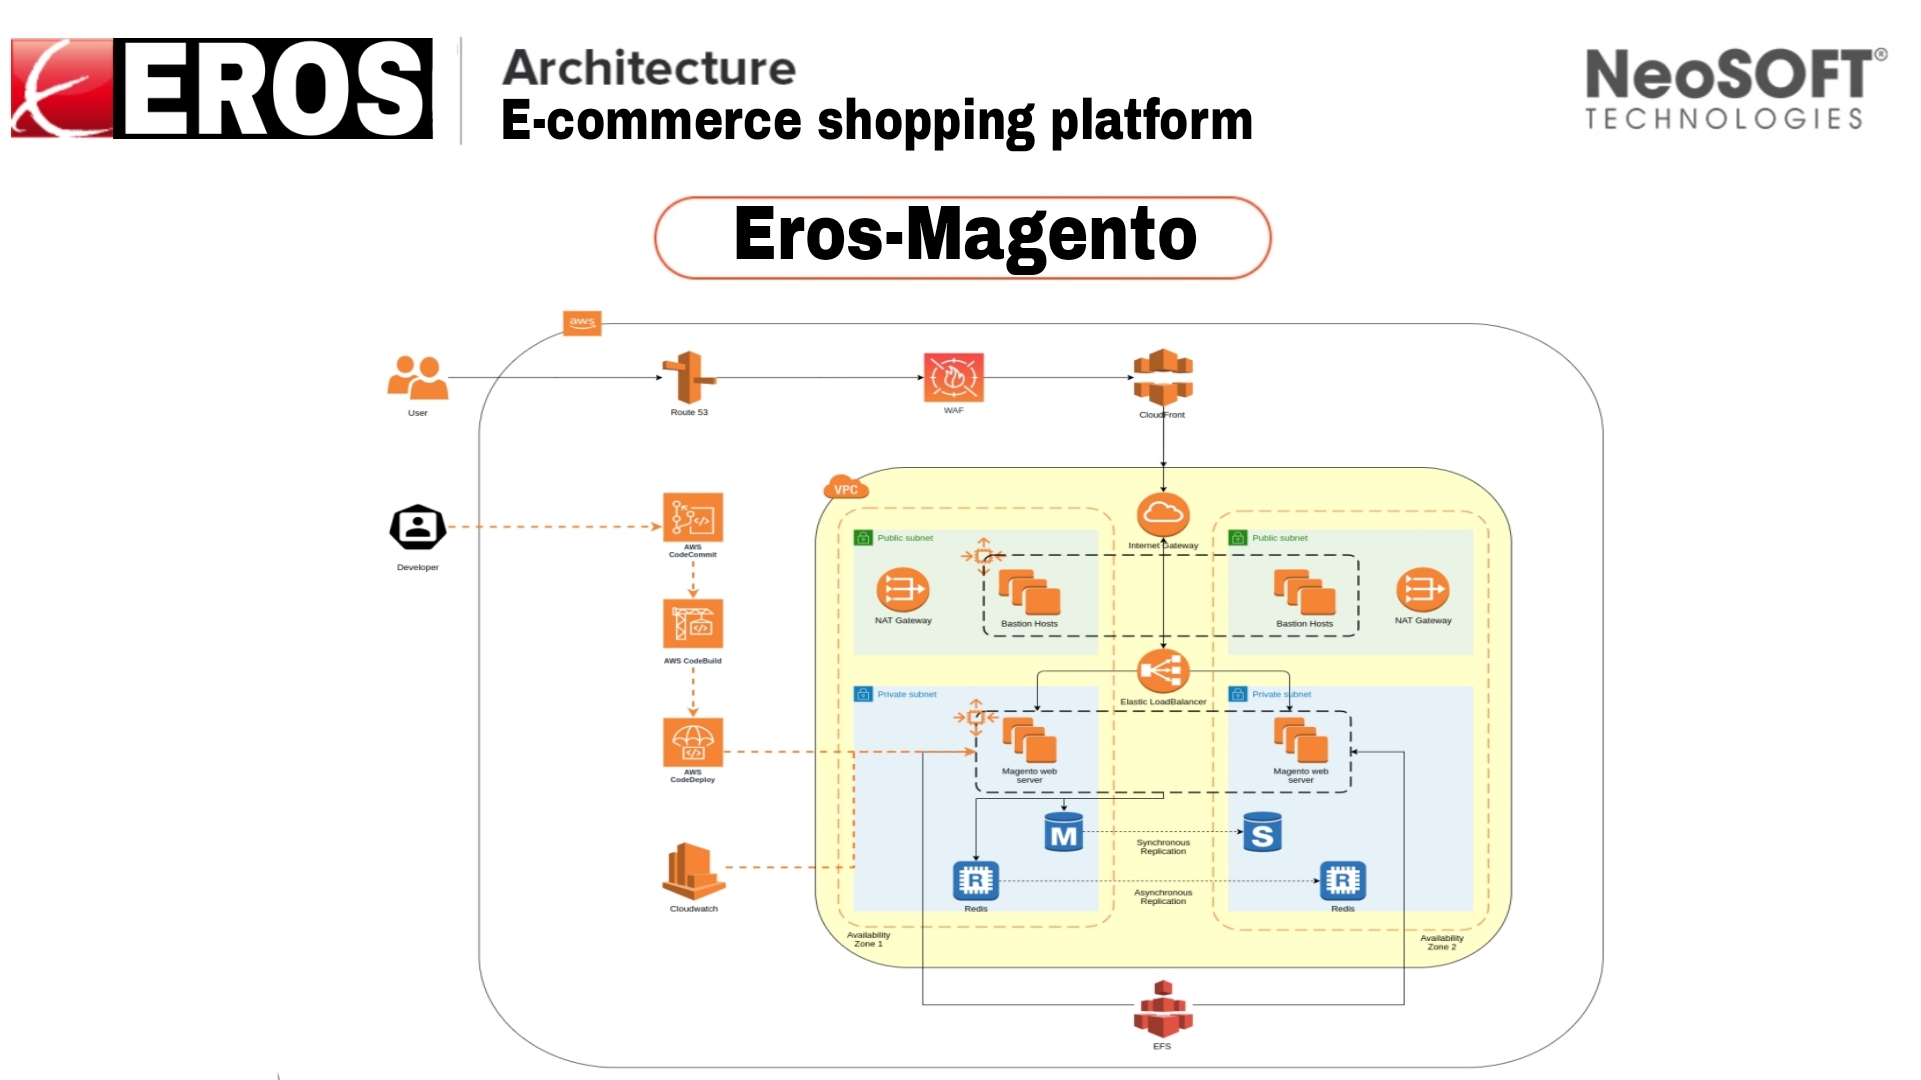 EROS
Architecture
E-commerce shopping platform
NeoSOFT®
TECHNOLOGIES
Eros-Magento
aws
User
Route 53
WAF
CloudFront
VPC
Developer
AWS
CodeCommit
Internet Gateway
Public subnet
Public subnet
NAT Gateway
Bastion Hosts
Bastion Hosts
NAT Gateway
AWS CodeBuild
Elastic LoadBalancer
Private subnet
Private subnet
AWS
CodeDeploy
Magento web
server
Magento web
server
M
S
Synchronous
Replication
R
R
Asynchronous
Replication
Redis
Redis
Cloudwatch
Availability
Zone 1
Availability
Zone 2
EFS